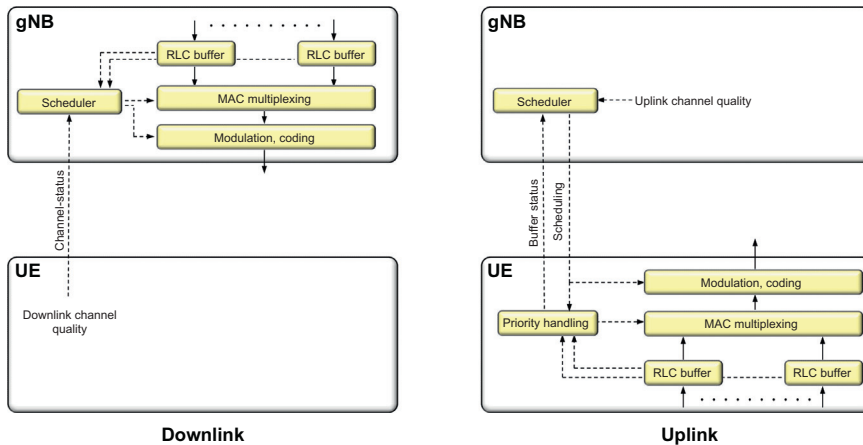 gNB
RLC buffer
RLC buffer
Scheduler
MAC multiplexing
Modulation, coding
Channel-status
UE
Downlink channel
quality
Downlink
gNB
Scheduler
Uplink channel quality
Buffer status
Scheduling
UE
Modulation, coding
Priority handling
MAC multiplexing
RLC buffer
RLC buffer
Uplink